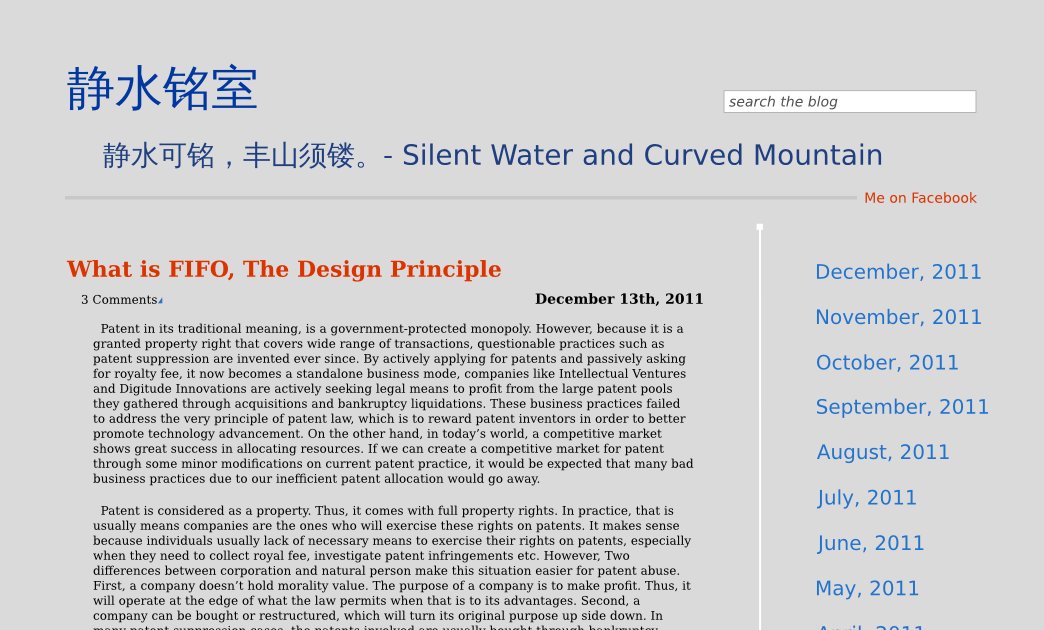 静水铭室
search the blog
静水可铭，丰山须镂。- Silent Water and Curved Mountain
Me on Facebook
What is FIFO, The Design Principle
3 Comments
December 13th, 2011
Patent in its traditional meaning, is a government-protected monopoly. However, because it is a
granted property right that covers wide range of transactions, questionable practices such as
patent suppression are invented ever since. By actively applying for patents and passively asking
for royalty fee, it now becomes a standalone business mode, companies like Intellectual Ventures
and Digitude Innovations are actively seeking legal means to profit from the large patent pools
they gathered through acquisitions and bankruptcy liquidations. These business practices failed
to address the very principle of patent law, which is to reward patent inventors in order to better
promote technology advancement. On the other hand, in today’s world, a competitive market
shows great success in allocating resources. If we can create a competitive market for patent
through some minor modifications on current patent practice, it would be expected that many bad
business practices due to our inefficient patent allocation would go away.
Patent is considered as a property. Thus, it comes with full property rights. In practice, that is
usually means companies are the ones who will exercise these rights on patents. It makes sense
because individuals usually lack of necessary means to exercise their rights on patents, especially
when they need to collect royal fee, investigate patent infringements etc. However, Two
differences between corporation and natural person make this situation easier for patent abuse.
First, a company doesn’t hold morality value. The purpose of a company is to make profit. Thus, it
will operate at the edge of what the law permits when that is to its advantages. Second, a
company can be bought or restructured, which will turn its original purpose up side down. In
many patent suppression cases, the patents involved are usually bought through bankruptcy
December, 2011
November, 2011
October, 2011
September, 2011
August, 2011
July, 2011
June, 2011
May, 2011
April, 2011